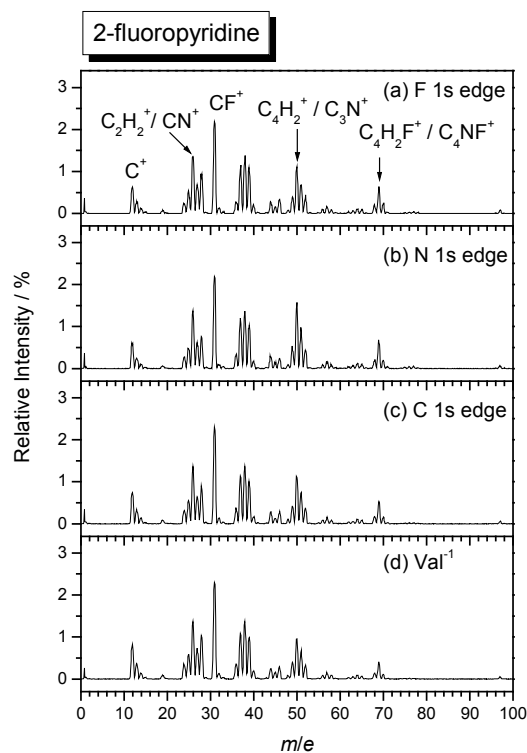 2-fluoropyridine
(a) F 1s edge
CF⁺
C₄H₂⁺ / C₃N⁺
C₂H₂⁺/ CN⁺
C₄H₂F⁺ / C₄NF⁺
C⁺
3
2
1
0
(b) N 1s edge
3
2
1
0
(c) C 1s edge
3
2
1
0
(d) Val⁻¹
3
2
1
0
Relative Intensity / %
0 10 20 30 40 50 60 70 80 90 100
m/e